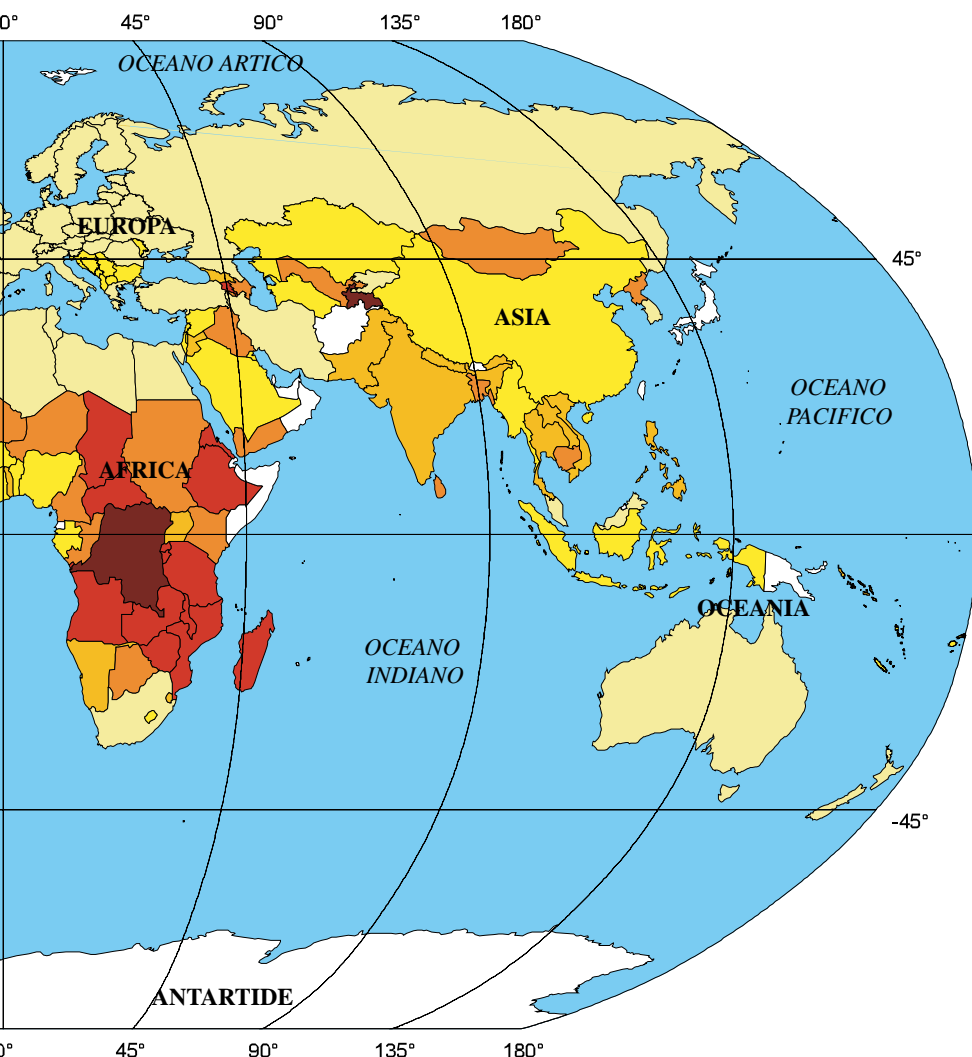 0° 45° 90° 135° 180°
OCEANO ARTICO
EUROPA
45°
ASIA
OCEANO
PACIFICO
AFRICA
OCEANIA
OCEANO
INDIANO
-45°
ANTARTIDE
0° 45° 90° 135° 180°